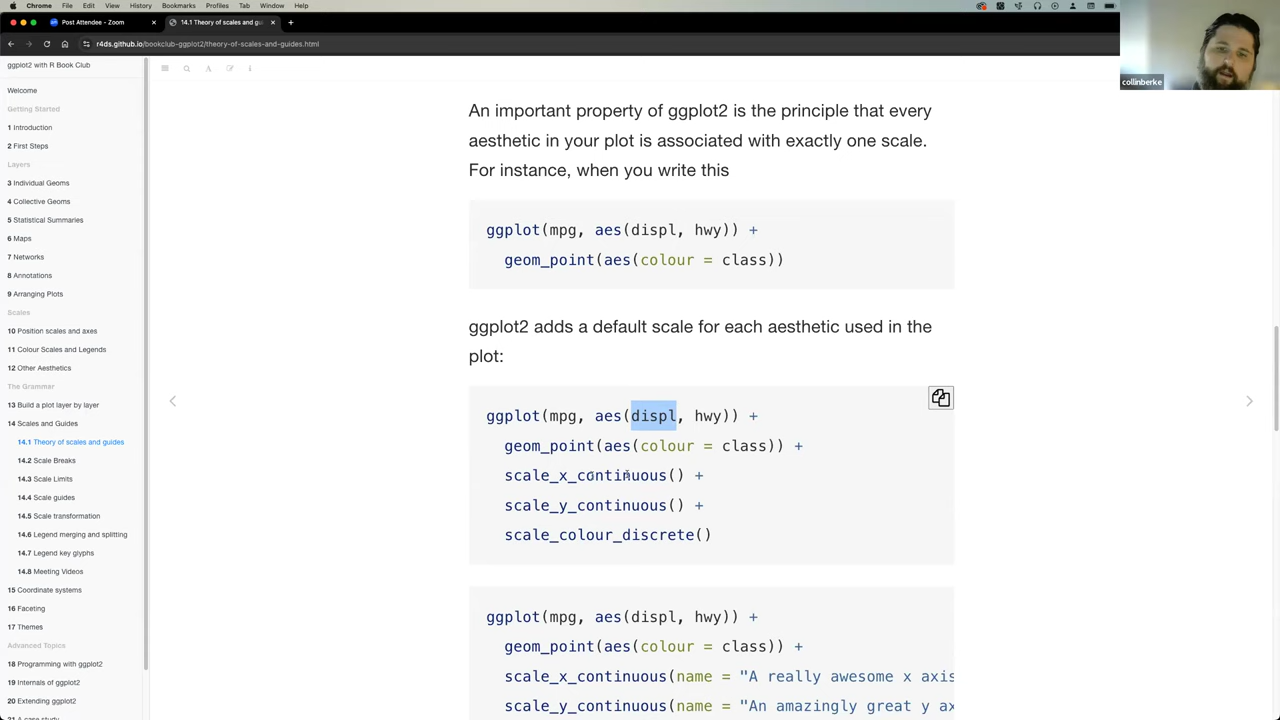 Chrome File Edit View History Bookmarks Profiles Tab Window Help
Post Attendee - Zoom
14.1 Theory of scales and gui
r4ds.github.io/bookclub-ggplot2/theory-of-scales-and-guides.html
collinberke
ggplot2 with R Book Club
Welcome
Getting Started
1 Introduction
2 First Steps
Layers
3 Individual Geoms
4 Collective Geoms
5 Statistical Summaries
6 Maps
7 Networks
8 Annotations
9 Arranging Plots
Scales
10 Position scales and axes
11 Colour Scales and Legends
12 Other Aesthetics
The Grammar
13 Build a plot layer by layer
14 Scales and Guides
14.1 Theory of scales and guides
14.2 Scale Breaks
14.3 Scale Limits
14.4 Scale guides
14.5 Scale transformation
14.6 Legend merging and splitting
14.7 Legend key glyphs
14.8 Meeting Videos
15 Coordinate systems
16 Faceting
17 Themes
Advanced Topics
18 Programming with ggplot2
19 Internals of ggplot2
20 Extending ggplot2
21 A case study
An important property of ggplot2 is the principle that every
aesthetic in your plot is associated with exactly one scale.
For instance, when you write this
ggplot(mpg, aes(displ, hwy)) +
geom_point(aes(colour = class))
ggplot2 adds a default scale for each aesthetic used in the
plot:
ggplot(mpg, aes(displ, hwy)) +
geom_point(aes(colour = class)) +
scale_x_continuous() +
scale_y_continuous() +
scale_colour_discrete()
ggplot(mpg, aes(displ, hwy)) +
geom_point(aes(colour = class)) +
scale_x_continuous(name = "A really awesome x axis
scale_y_continuous(name = "An amazingly great y ax